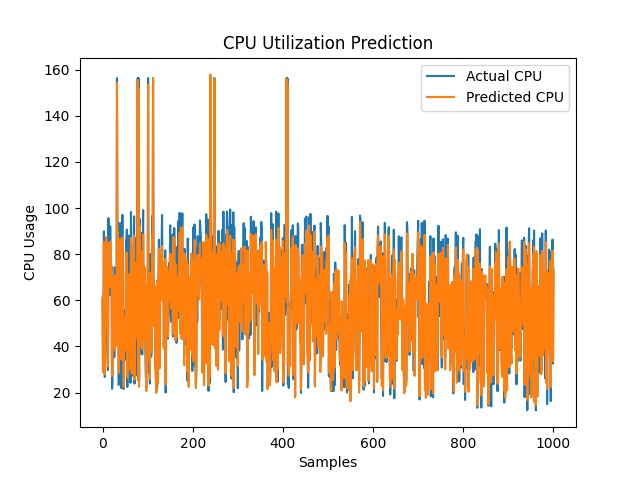 CPU Utilization Prediction
Actual CPU
Predicted CPU
160
140
120
100
80
60
40
20
CPU Usage
0 200 400 600 800 1000
Samples